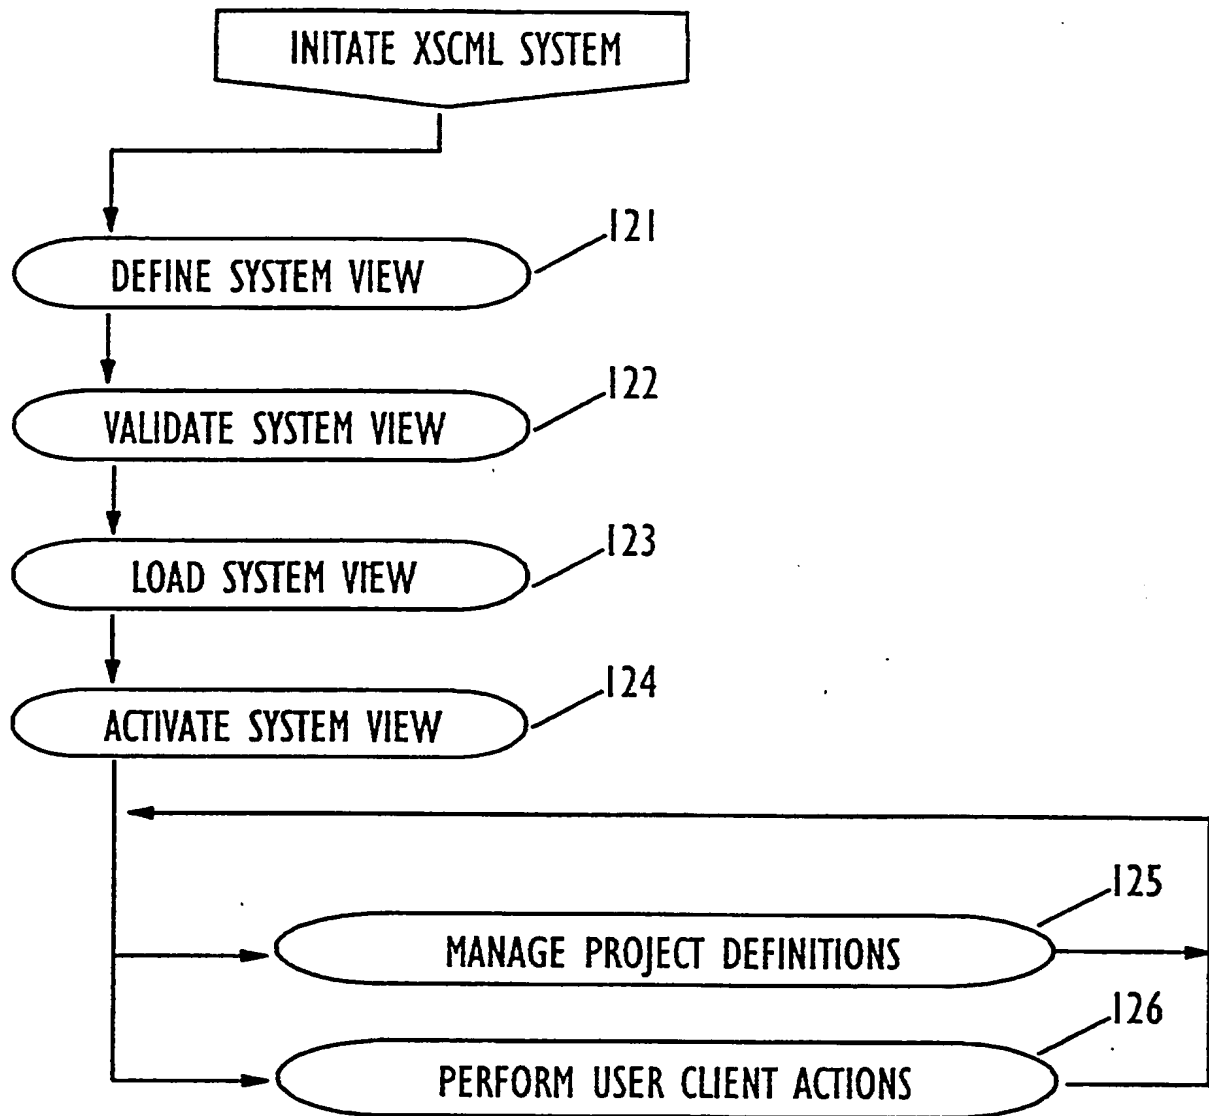 INITATE XSCML SYSTEM
121
DEFINE SYSTEM VIEW
122
VALIDATE SYSTEM VIEW
123
LOAD SYSTEM VIEW
124
ACTIVATE SYSTEM VIEW
125
MANAGE PROJECT DEFINITIONS
126
PERFORM USER CLIENT ACTIONS